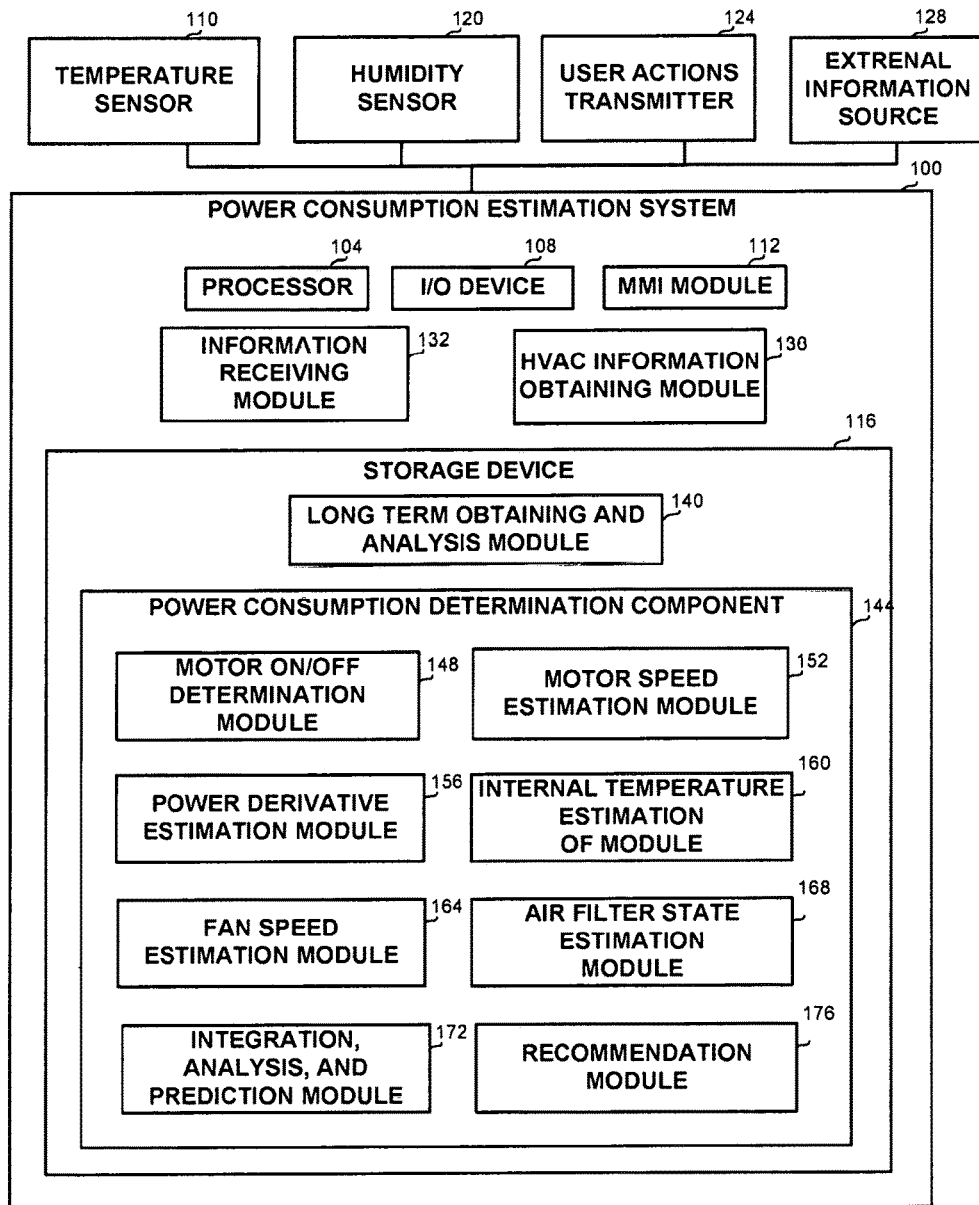 110
120
124
128
TEMPERATURE
SENSOR
HUMIDITY
SENSOR
USER ACTIONS
TRANSMITTER
EXTRENAL
INFORMATION
SOURCE
100
POWER CONSUMPTION ESTIMATION SYSTEM
104
108
112
PROCESSOR
I/O DEVICE
MMI MODULE
INFORMATION
RECEIVING
MODULE
132
HVAC INFORMATION
OBTAINING MODULE
130
116
STORAGE DEVICE
LONG TERM OBTAINING AND
ANALYSIS MODULE
140
POWER CONSUMPTION DETERMINATION COMPONENT
144
MOTOR ON/OFF
DETERMINATION
MODULE
148
MOTOR SPEED
ESTIMATION MODULE
152
POWER DERIVATIVE
ESTIMATION MODULE
156
INTERNAL TEMPERATURE
ESTIMATION
OF MODULE
160
FAN SPEED
ESTIMATION MODULE
164
AIR FILTER STATE
ESTIMATION
MODULE
168
INTEGRATION,
ANALYSIS, AND
PREDICTION MODULE
172
RECOMMENDATION
MODULE
176